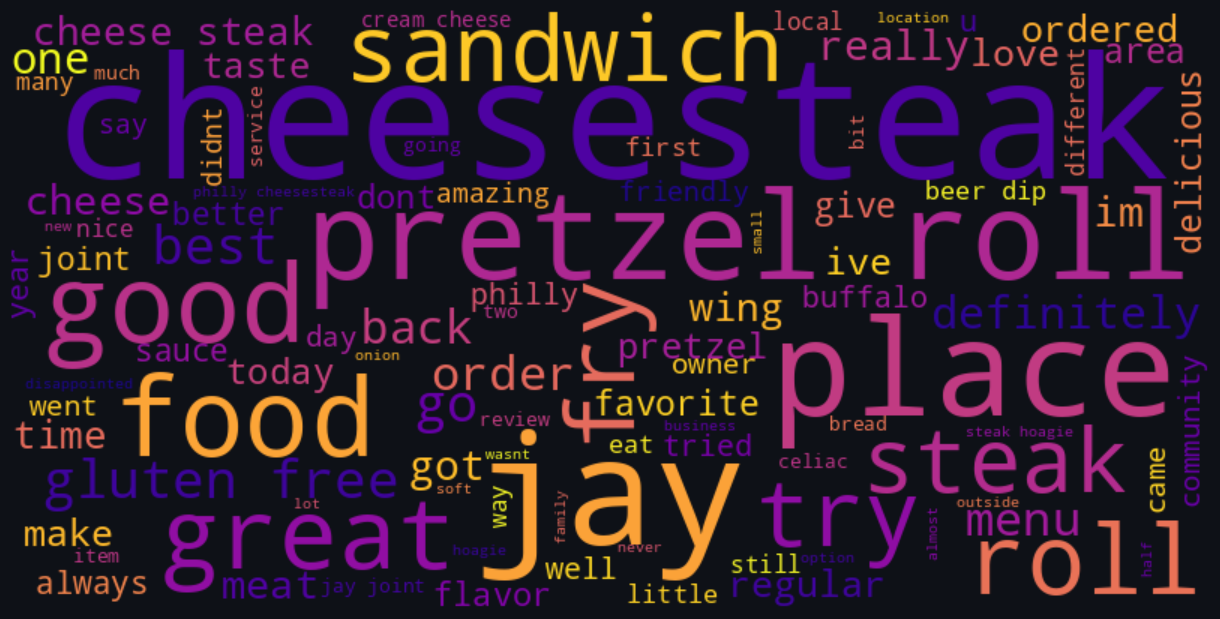 cream cheese
local
location
u
cheese steak
sandwich
ordered
one
taste
really
love
area
many
much
cheesesteak
say
didnt
service
going
first
bit
different
delicious
philly cheesesteak
dont
amazing
friendly
beer dip
cheese
better
pretzel roll
small
give
im
new
nice
best
joint
ive
year
good
philly
two
wing
buffalo
definitely
day
back
fry
pretzel
place
sauce
onion
owner
today
order
disappointed
went
food
go
review
favorite
bread
community
time
business
steak hoagie
eat
tried
steak
wasnt
got
celiac
came
gluten free
soft
jay
way
family
lot
great
try
outside
menu
almost
make
item
hoagie
never
roll
half
well
still
option
always
meat
jay joint
flavor
little
regular